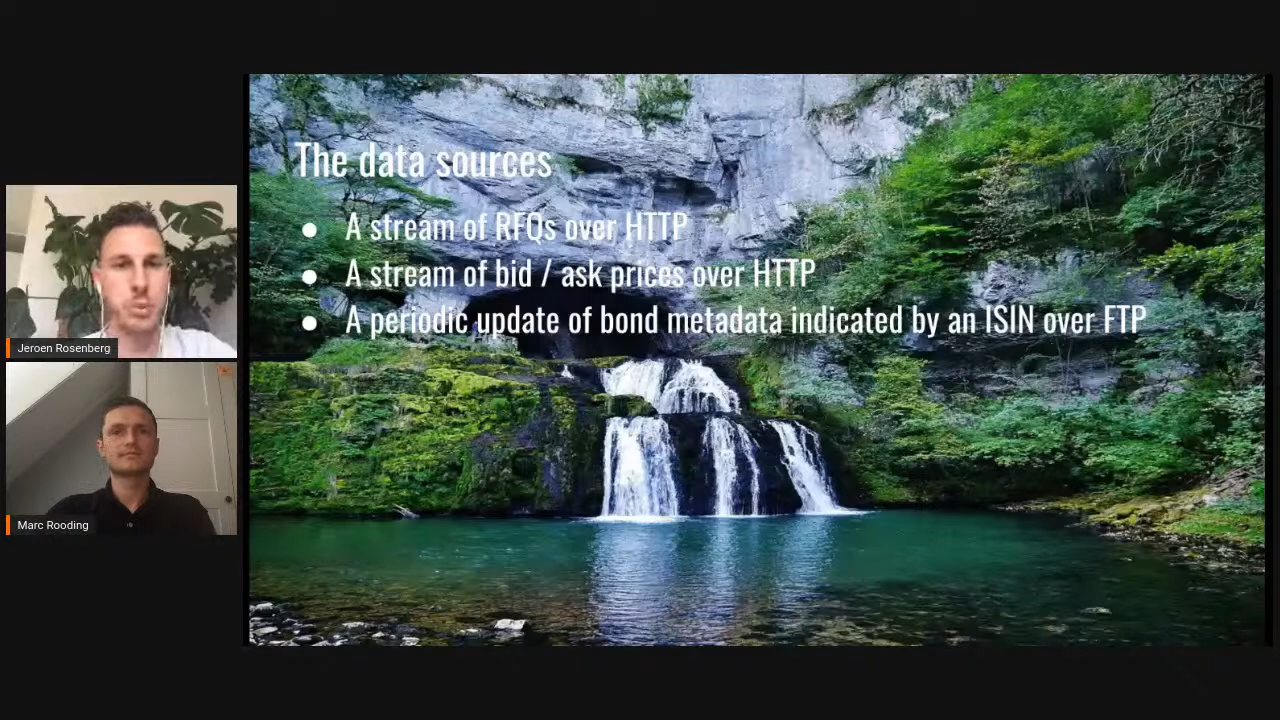 The data sources
● A stream of RFQs over HTTP
● A stream of bid / ask prices over HTTP
● A periodic update of bond metadata indicated by an ISIN over FTP
Jeroen Rosenberg
Marc Rooding